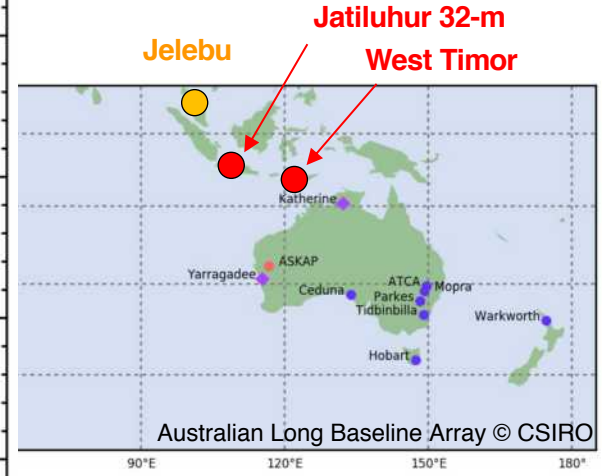 Jatiluhur 32-m
Jelebu
West Timor
Katherine
ASKAP
Yarragadee
Ceduna
ATCA
Mopra
Parkes
Tidbinbilla
Warkworth
Hobart
Australian Long Baseline Array © CSIRO
90°E 120°E 150°E 180°